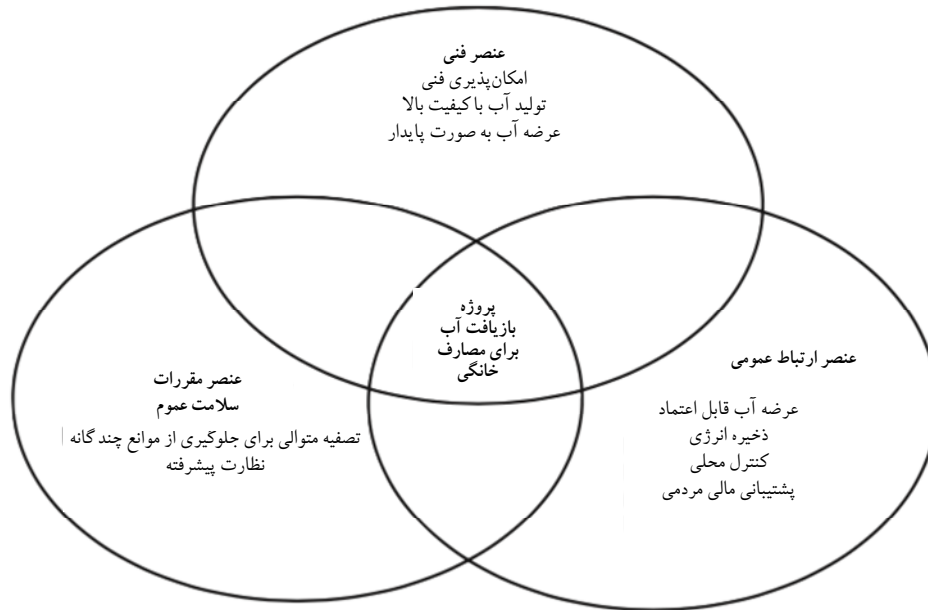 عنصر فنی
امکان‌پذیری فنی
تولید آب با کیفیت بالا
عرضه آب به صورت پایدار
پروژه
بازیافت آب
برای مصارف
خانگی
عنصر ارتباط عمومی
عرضه آب قابل اعتماد
ذخیره انرژی
کنترل محلی
پشتیبانی مالی مردمی
عنصر مقررات
سلامت عموم
تصفیه متوالی برای جلوگیری از موانع چند گانه
نظارت پیشرفته